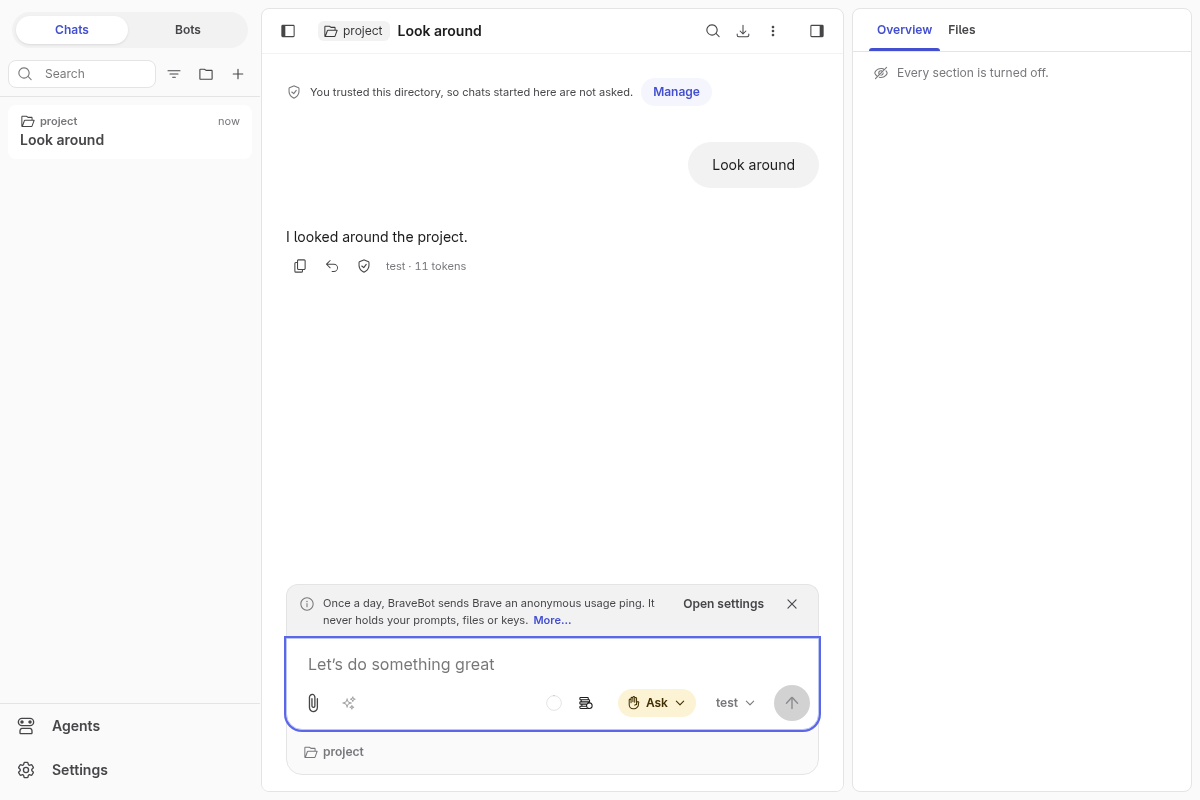 Chats
Bots
Search
project
now
Look around
Agents
Settings
project
Look around
You trusted this directory, so chats started here are not asked.
Manage
Look around
I looked around the project.
test · 11 tokens
Once a day, BraveBot sends Brave an anonymous usage ping. It
never holds your prompts, files or keys. More...
Open settings
Let's do something great
Ask
test
project
Overview
Files
Every section is turned off.